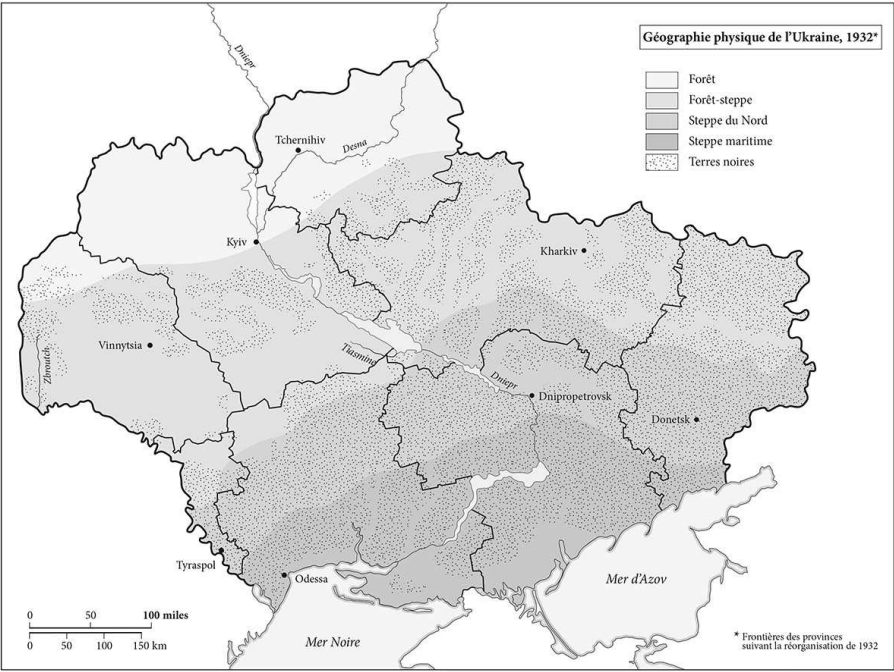 Géographie physique de l'Ukraine, 1932*
Forêt
Forêt-steppe
Steppe du Nord
Steppe maritime
Terres noires
Dniepr
Tchernihiv
Desna
Kyiv
Kharkiv
Vinnytsia
Zbroutch
Tiasmine
Dniepr
Dnipropetrovsk
Donetsk
Tyraspol
Odessa
Mer d'Azov
Mer Noire
0 50 100 miles
0 50 100 150 km
* Frontières des provinces
suivant la réorganisation de 1932